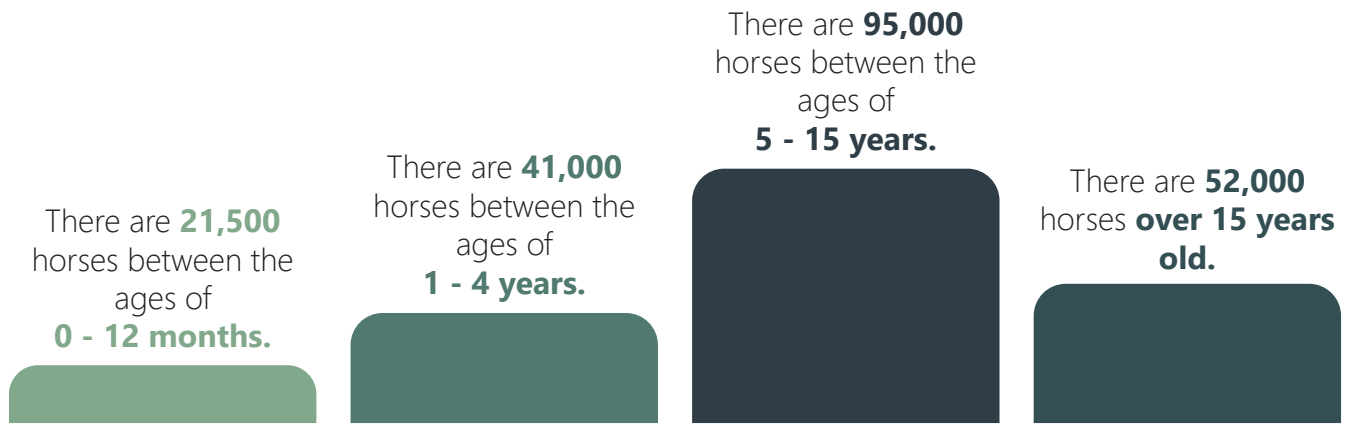 There are 21,500
horses between the
ages of
0 - 12 months.
There are 41,000
horses between the
ages of
1 - 4 years.
There are 95,000
horses between the
ages of
5 - 15 years.
There are 52,000
horses over 15 years
old.